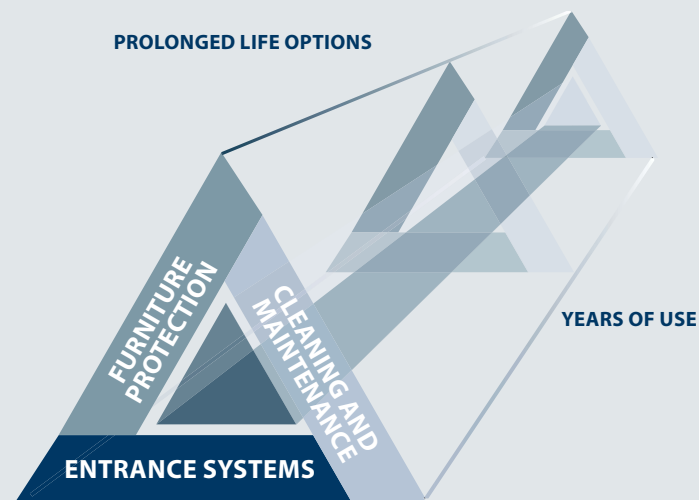 PROLONGED LIFE OPTIONS
YEARS OF USE
FURNITURE
PROTECTION
CLEANING AND
MAINTENANCE
ENTRANCE SYSTEMS